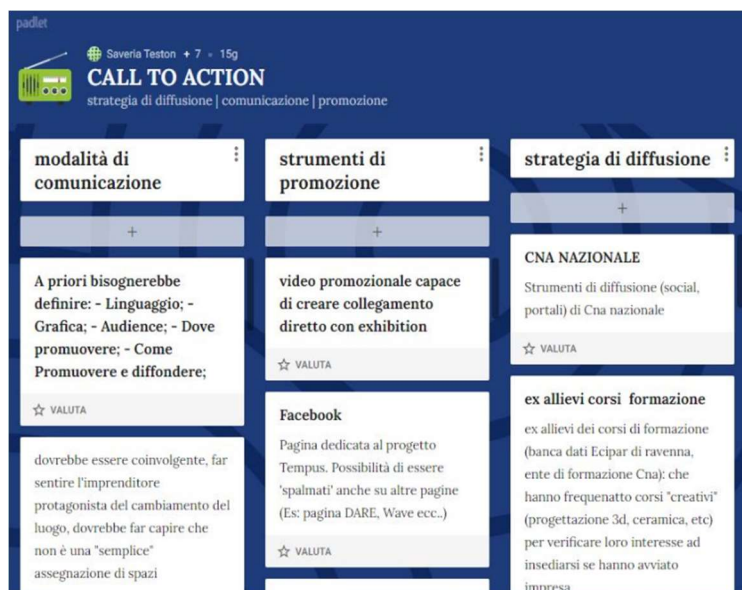 padlet
Saveria Teston + 7 • 15g
CALL TO ACTION
strategia di diffusione | comunicazione | promozione
modalità di
comunicazione
+
A priori bisognerebbe
definire: - Linguaggio; -
Grafica; - Audience; - Dove
promuovere; - Come
Promuovere e diffondere;
VALUTA
dovrebbe essere coinvolgente, far
sentire l'imprenditore
protagonista del cambiamento del
luogo, dovrebbe far capire che
non è una "semplice"
assegnazione di spazi
strumenti di
promozione
+
video promozionale capace
di creare collegamento
diretto con exhibition
VALUTA
Facebook
Pagina dedicata al progetto
Tempus. Possibilità di essere
'spalmati' anche su altre pagine
(Es: pagina DARE, Wave ecc..)
VALUTA
strategia di diffusione
+
CNA NAZIONALE
Strumenti di diffusione (social,
portali) di Cna nazionale
VALUTA
ex allievi corsi formazione
ex allievi dei corsi di formazione
(banca dati Ecipar di ravenna,
ente di formazione Cna): che
hanno frequenatto corsi "creativi"
(progettazione 3d, ceramica, etc)
per verificare loro interesse ad
insediarsi se hanno avviato
impresa